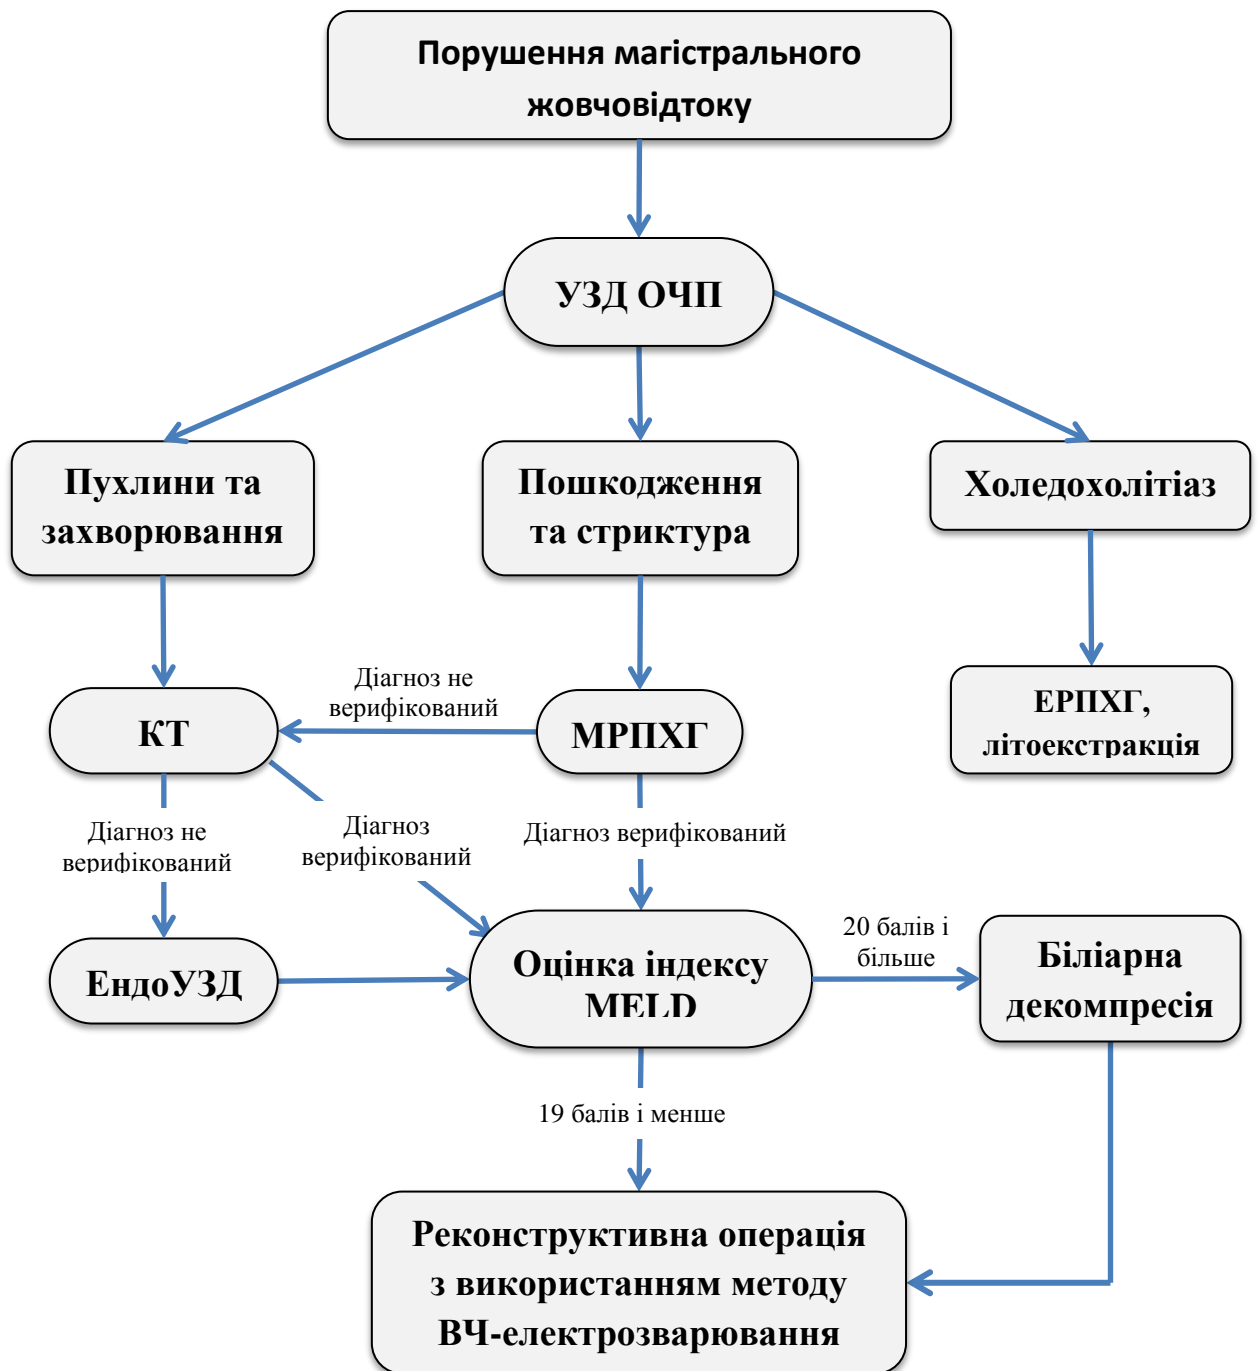 Порушення магістрального
жовчовідтоку
УЗД ОЧП
Пухлини та
захворювання
Пошкодження
та стриктура
Холедохолітіаз
Діагноз не
верифікований
КТ
МРПХГ
ЕРПХГ,
літоекстракція
Діагноз не
верифікований
Діагноз
верифікований
Діагноз верифікований
ЕндоУЗД
Оцінка індексу
MELD
20 балів і
більше
Біліарна
декомпресія
19 балів і менше
Реконструктивна операція
з використанням методу
ВЧ-електрозварювання